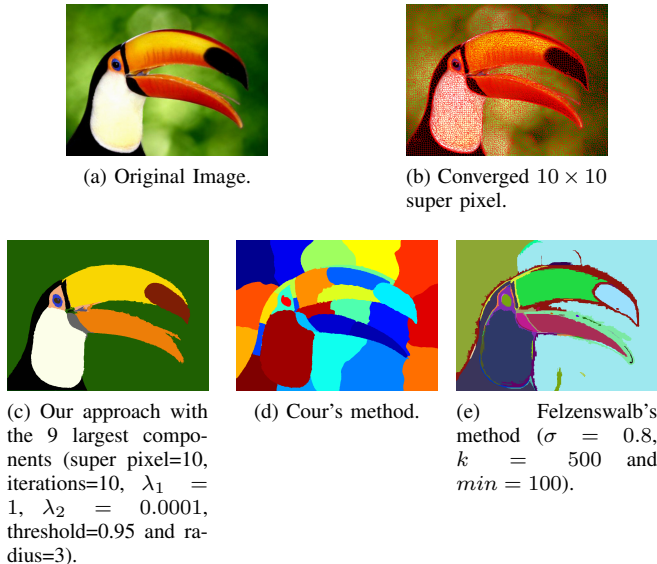 (a) Original Image.
(b) Converged 10 × 10
super pixel.
(c) Our approach with
the 9 largest compo-
nents (super pixel=10,
iterations=10, λ1 =
1, λ2 = 0.0001,
threshold=0.95 and ra-
dius=3).
(d) Cour's method.
(e) Felzenswalb's
method (σ = 0.8,
k = 500 and
min = 100).